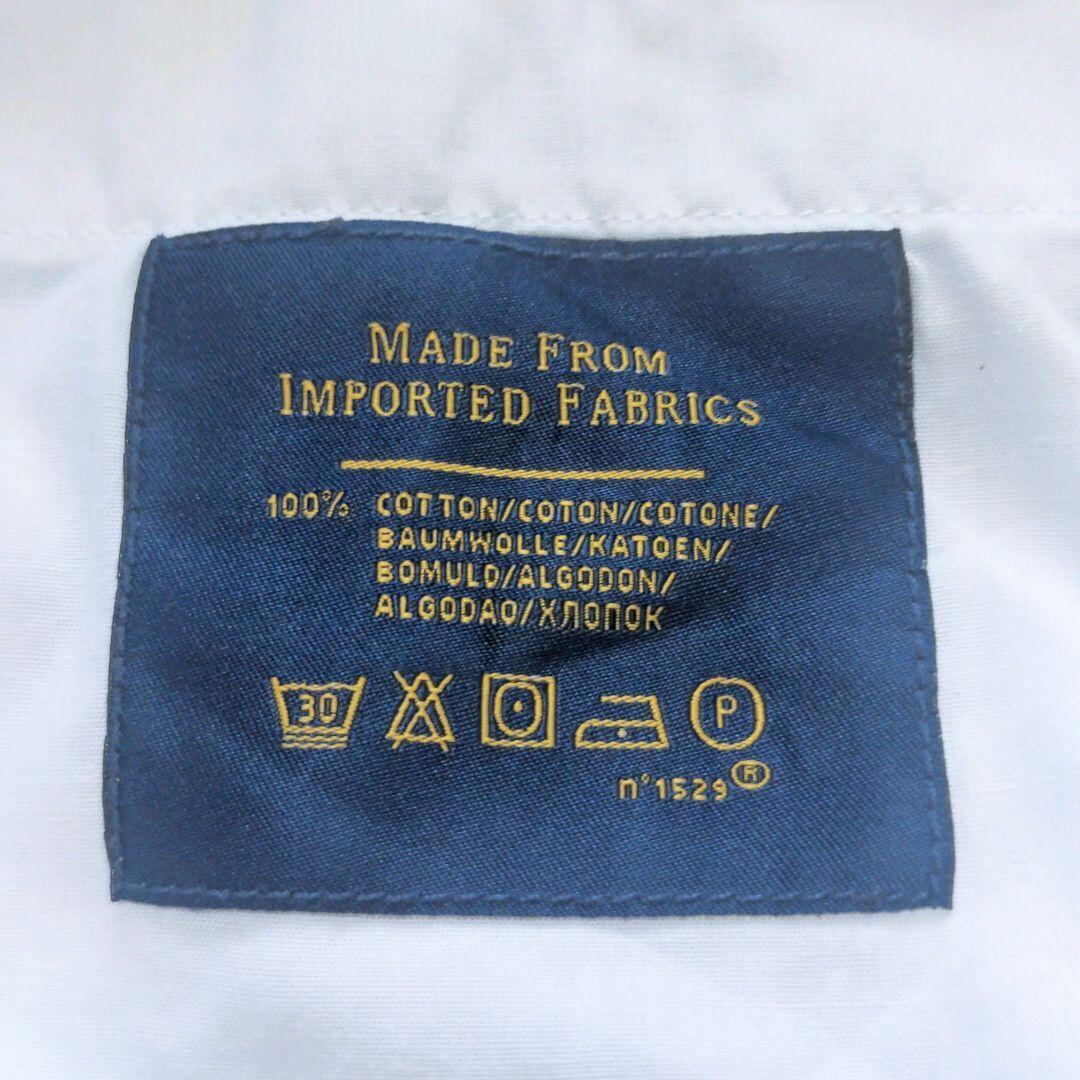 MADE FROM
IMPORTED FABRICS
100% COTTON/COTON/COTONE/
BAUMWOLLE/KATOEN/
BOMULD/ALGODON/
ALGODAO/ХЛОПОК
30
P
n°1529®